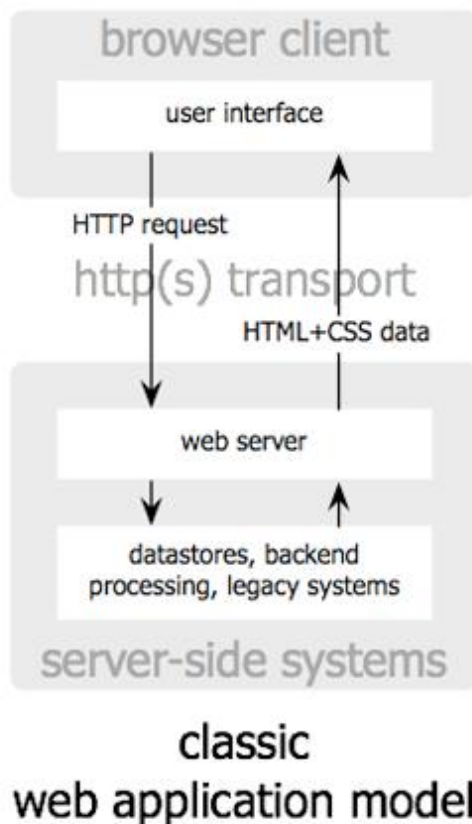 browser client
user interface
HTTP request
http(s) transport
HTML+CSS data
web server
datastores, backend
processing, legacy systems
server-side systems
classic
web application model